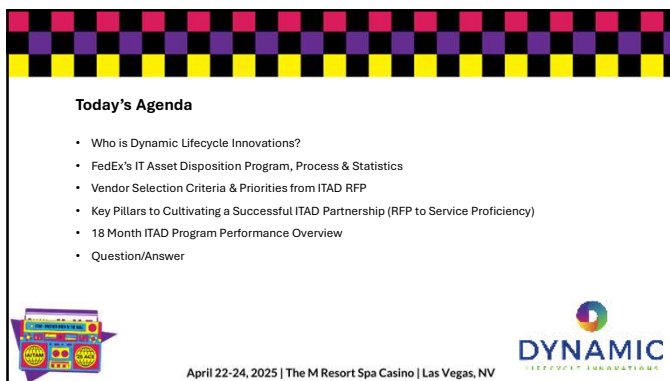 Today's Agenda
• Who is Dynamic Lifecycle Innovations?
• FedEx's IT Asset Disposition Program, Process & Statistics
• Vendor Selection Criteria & Priorities from ITAD RFP
• Key Pillars to Cultivating a Successful ITAD Partnership (RFP to Service Proficiency)
• 18 Month ITAD Program Performance Overview
• Question/Answer
IAITAM
ACE
April 22-24, 2025 | The M Resort Spa Casino | Las Vegas, NV
DYNAMIC
LIFECYCLE INNOVATIONS